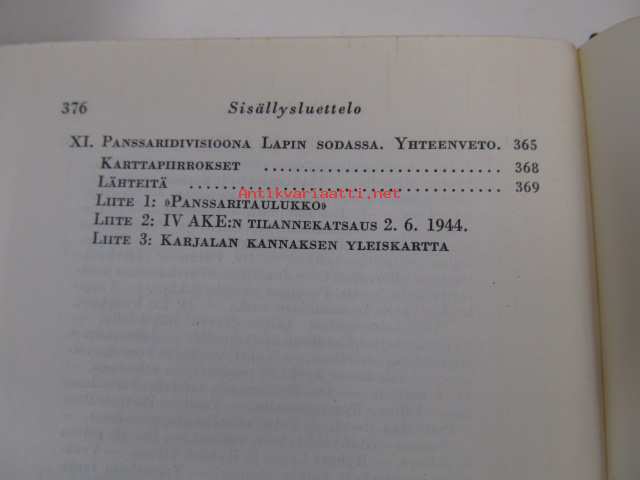 376 Sisällysluettelo
XI. Panssaridivisioona Lapin sodassa. Yhteenveto. 365
Karttapiirrokset .............................. 368
Lähteitä .............................. 369
Antikvariaatti.net
Liite 1: »Panssaritaulukko»
Liite 2: IV AKE:n tilannekatsaus 2. 6. 1944.
Liite 3: Karjalan kannaksen yleiskartta